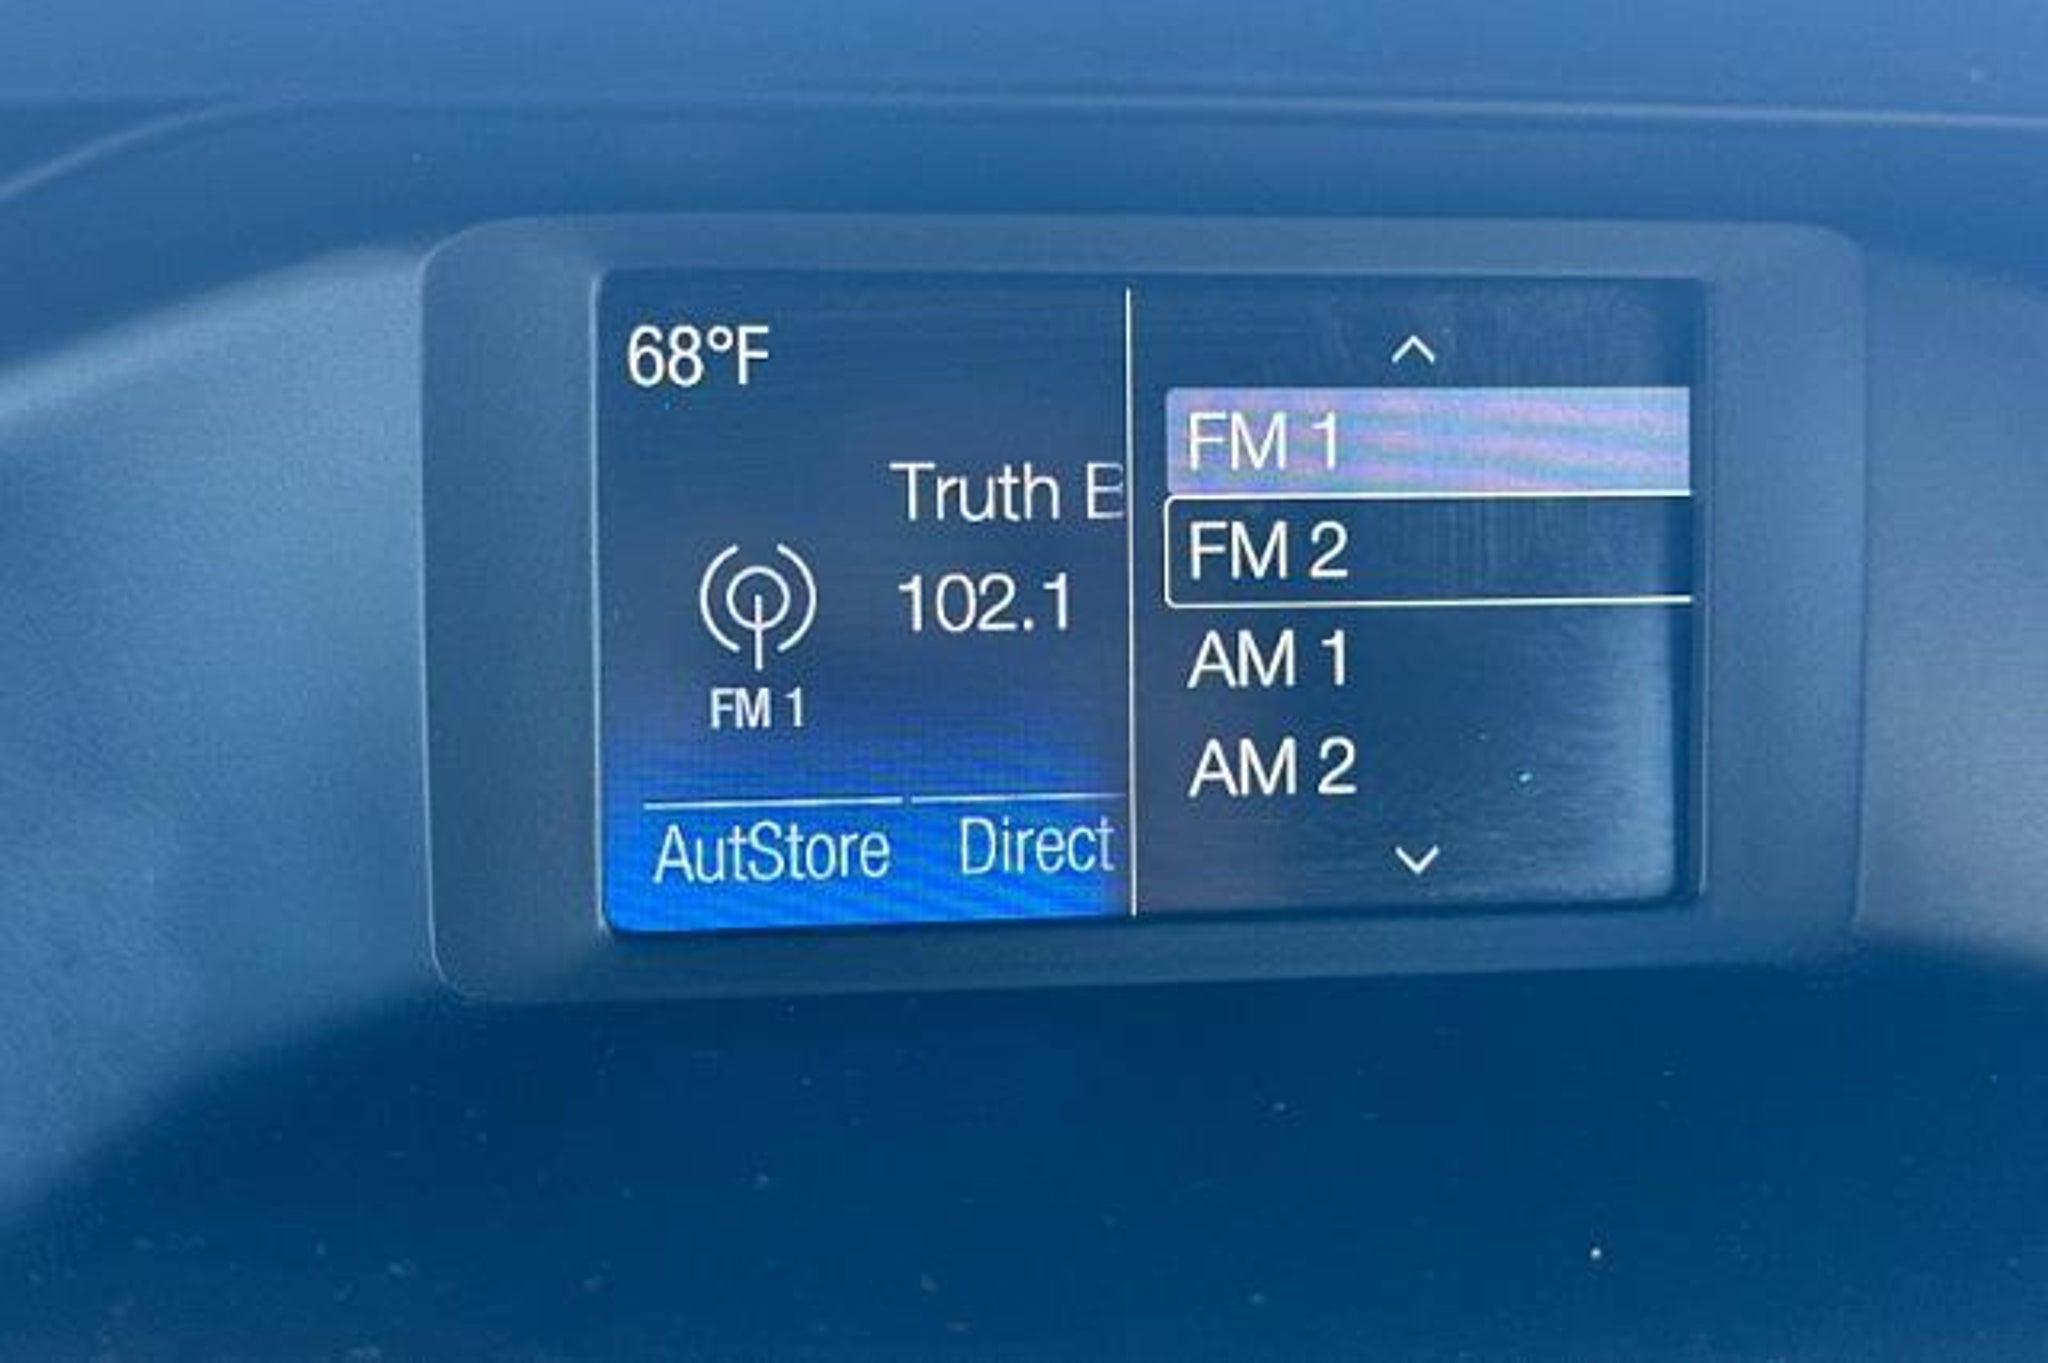 68°F
Truth
102.1
FM 1
AutStore
Direct
FM 1
FM 2
AM 1
AM 2